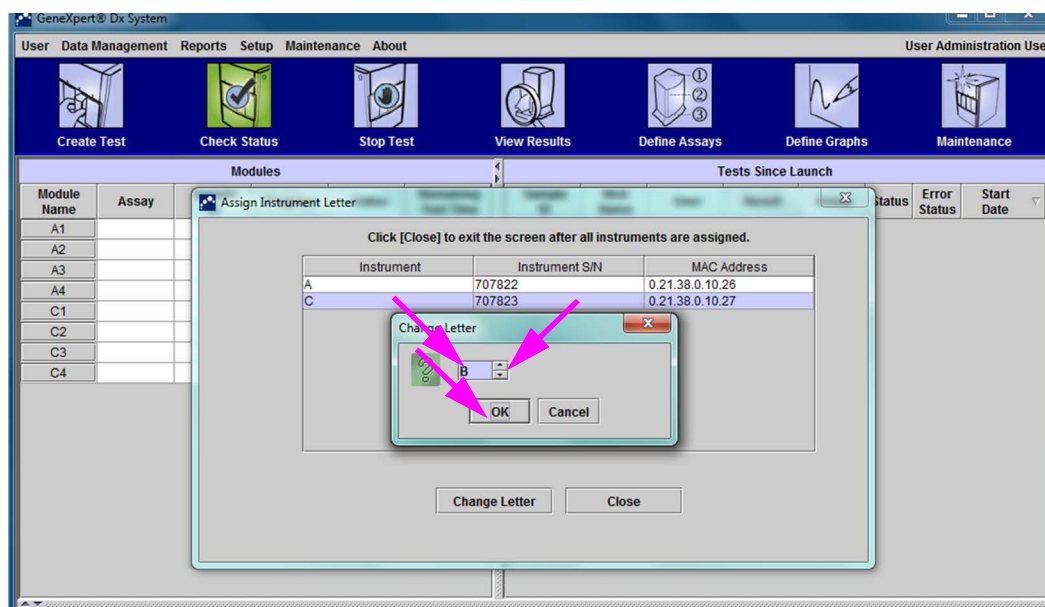 GeneXpert® Dx System
User Data Management Reports Setup Maintenance About User Administration Use
Create Test Check Status Stop Test View Results Define Assays Define Graphs Maintenance
Modules Tests Since Launch
Module Name Assay Status Error Status Start Date
Assign Instrument Letter
A1
A2
A3
A4
C1
C2
C3
C4
Click [Close] to exit the screen after all instruments are assigned.
Instrument Instrument S/N MAC Address
A 707822 0.21.38.0.10.26
C 707823 0.21.38.0.10.27
Change Letter
B
OK Cancel
Change Letter Close